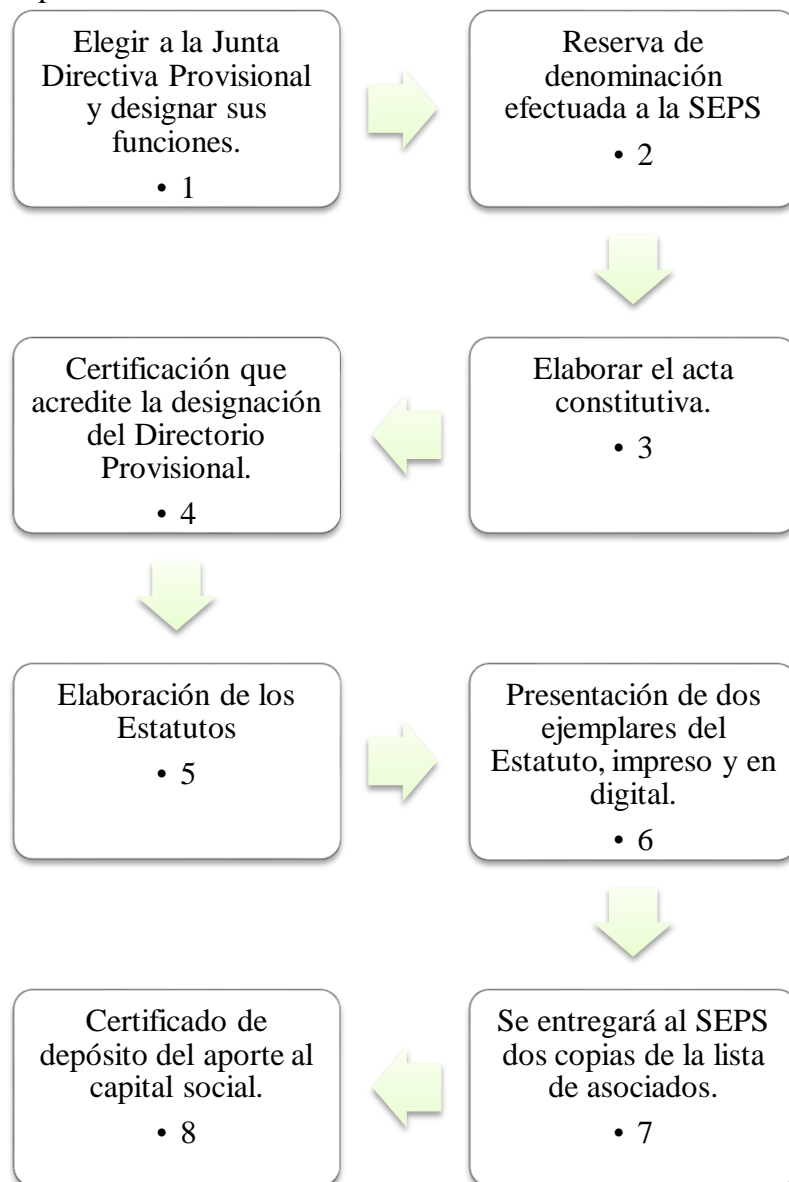 Elegir a la Junta
Directiva Provisional
y designar sus
funciones.
• 1
Reserva de
denominación
efectuada a la SEPS
• 2
Elaborar el acta
constitutiva.
• 3
Certificación que
acredite la designación
del Directorio
Provisional.
• 4
Elaboración de los
Estatutos
• 5
Presentación de dos
ejemplares del
Estatuto, impreso y en
digital.
• 6
Se entregará al SEPS
dos copias de la lista
de asociados.
• 7
Certificado de
depósito del aporte al
capital social.
• 8